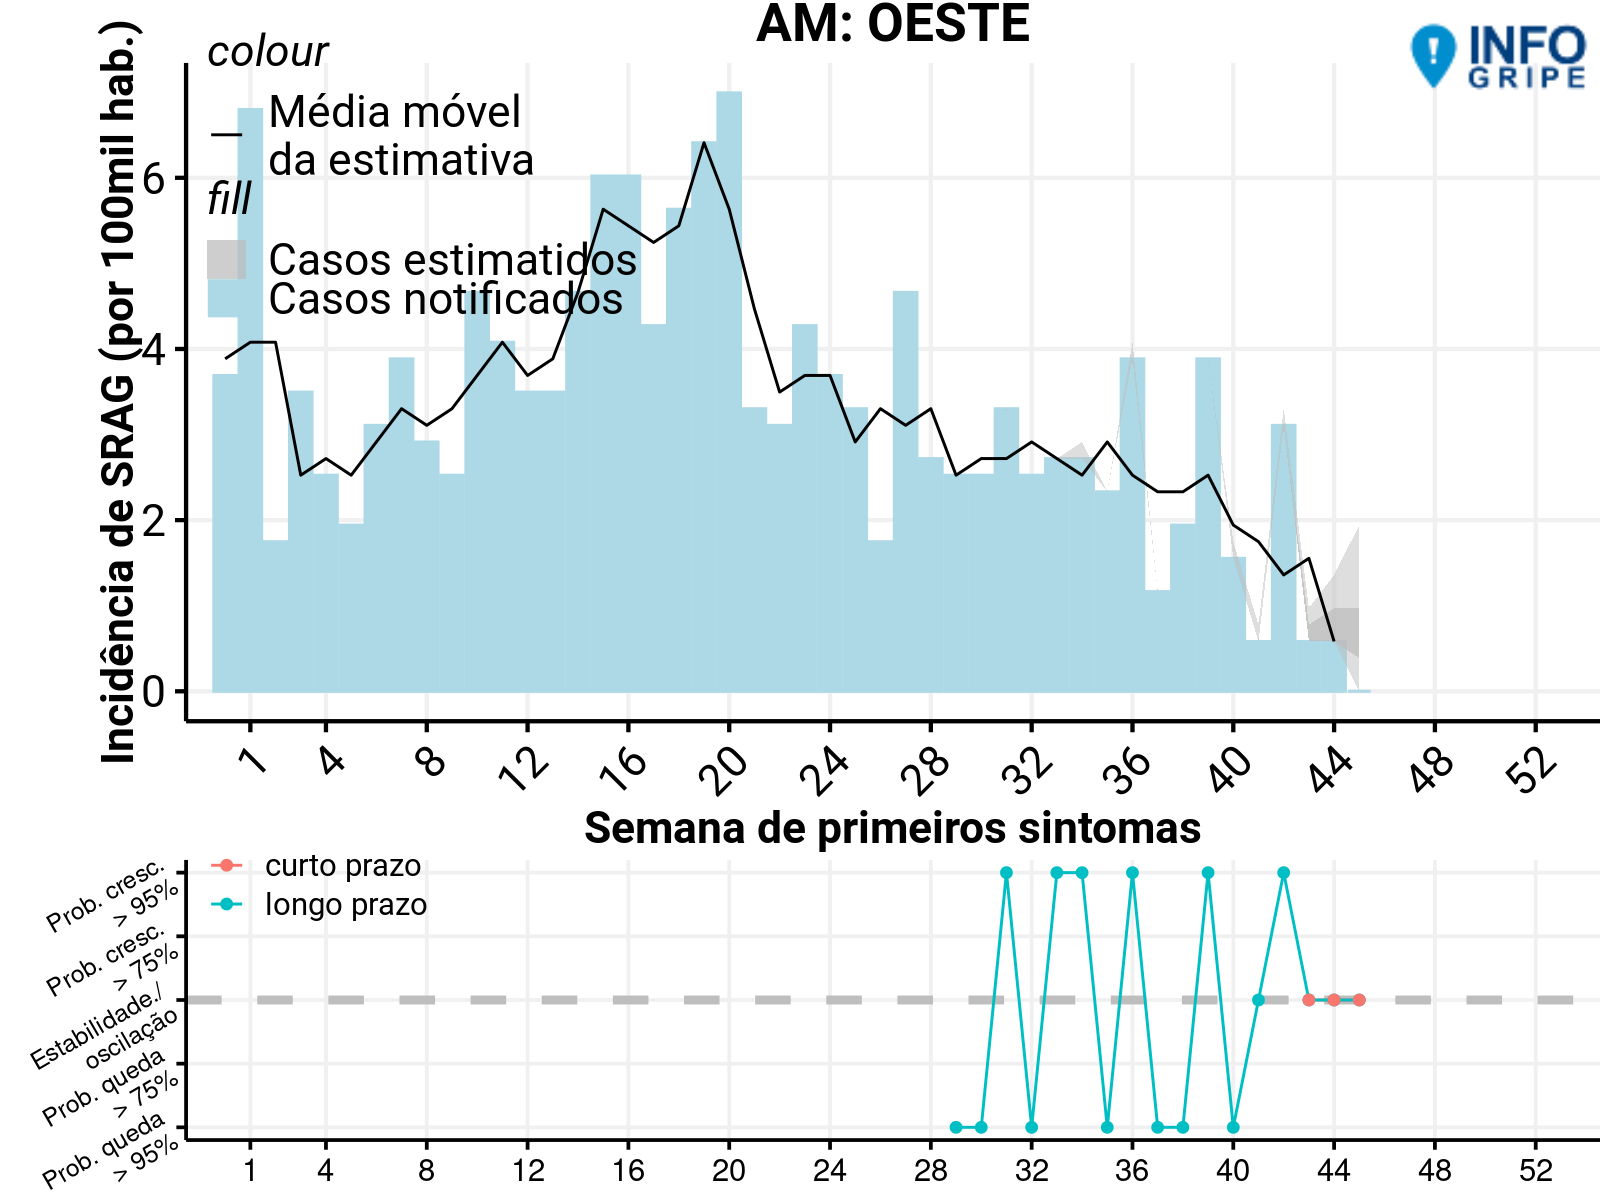 AM: OESTE
INFO
GRIPE
Incidência de SRAG (por 100mil hab.)
colour
Média móvel
da estimativa
fill
Casos estimatidos
Casos notificados
6
4
2
0
1 4 8 12 16 20 24 28 32 36 40 44 48 52
Semana de primeiros sintomas
curto prazo
longo prazo
Prob. cresc.
> 95%
Prob. cresc.
> 75%
Estabilidade./
oscilação
Prob. queda
> 75%
Prob. queda
> 95%
1 4 8 12 16 20 24 28 32 36 40 44 48 52